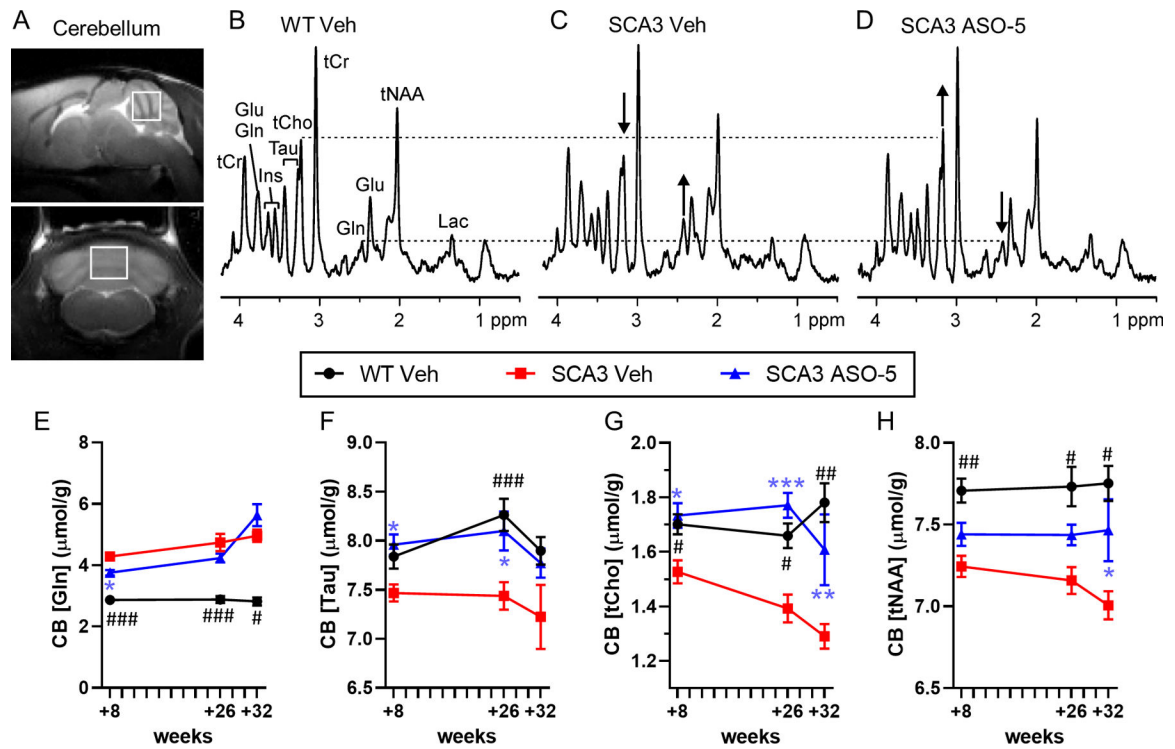 A
Cerebellum
B
WT Veh
tCr
tNAA
Glu
Gln
tCho
Tau
tCr
Ins
Glu
Gln
Lac
4 3 2 1 ppm
C
SCA3 Veh
4 3 2 1 ppm
D
SCA3 ASO-5
4 3 2 1 ppm
WT Veh SCA3 Veh SCA3 ASO-5
E
CB [Gln] (µmol/g)
8
6
4
2
0
*
### ### #
+8 +26 +32
weeks
F
CB [Tau] (µmol/g)
9.0
8.5
8.0
7.5
7.0
6.5
###
*
*
+8 +26 +32
weeks
G
CB [tCho] (µmol/g)
2.0
1.8
1.6
1.4
1.2
* *** ##
# # **
+8 +26 +32
weeks
H
CB [tNAA] (µmol/g)
8.0
7.5
7.0
6.5
## # #
*
+8 +26 +32
weeks